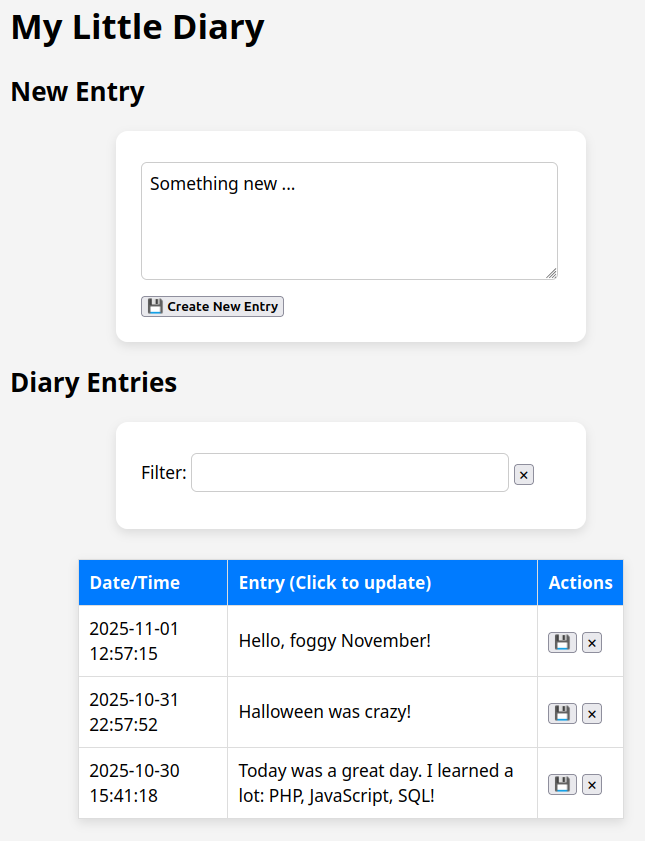 My Little Diary
New Entry
Something new ...
💾 Create New Entry
Diary Entries
Filter: ×
Date/Time Entry (Click to update) Actions
2025-11-01
12:57:15
Hello, foggy November! 💾 ×
2025-10-31
22:57:52
Halloween was crazy! 💾 ×
2025-10-30
15:41:18
Today was a great day. I learned a
lot: PHP, JavaScript, SQL! 💾 ×